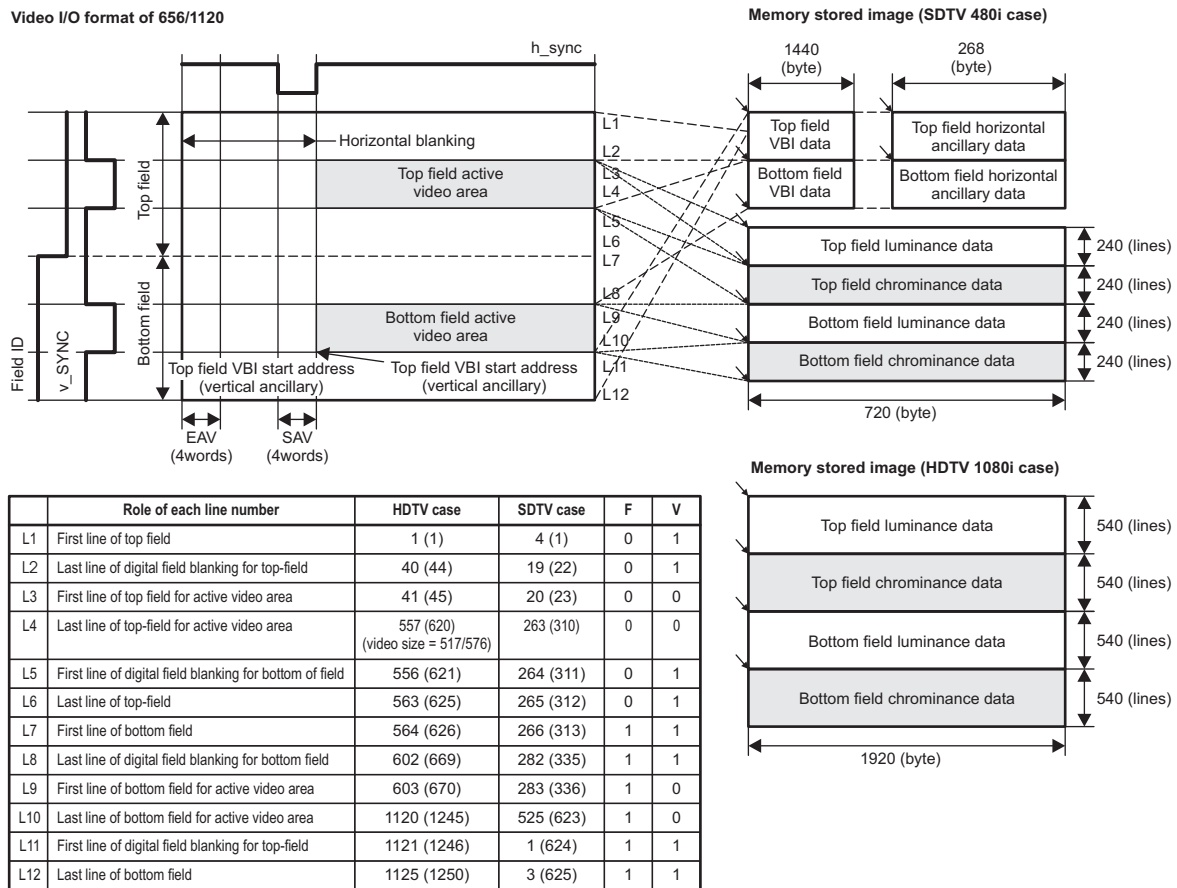 Video I/O format of 656/1120
h_sync
Horizontal blanking
Top field active
video area
Bottom field active
video area
Top field VBI start address
(vertical ancillary)
Top field VBI start address
(vertical ancillary)
Field ID
v_SYNC
Top field
Bottom field
L1
L2
L3
L4
L5
L6
L7
L8
L9
L10
L11
L12
EAV
(4words)
SAV
(4words)
Memory stored image (SDTV 480i case)
1440
(byte)
268
(byte)
Top field
VBI data
Top field horizontal
ancillary data
Bottom field
VBI data
Bottom field horizontal
ancillary data
Top field luminance data
240 (lines)
Top field chrominance data
240 (lines)
Bottom field luminance data
240 (lines)
Bottom field chrominance data
240 (lines)
720 (byte)
Memory stored image (HDTV 1080i case)
Top field luminance data
540 (lines)
Top field chrominance data
540 (lines)
Bottom field luminance data
540 (lines)
Bottom field chrominance data
540 (lines)
1920 (byte)
Role of each line number HDTV case SDTV case F V
L1 First line of top field 1 (1) 4 (1) 0 1
L2 Last line of digital field blanking for top-field 40 (44) 19 (22) 0 1
L3 First line of top field for active video area 41 (45) 20 (23) 0 0
L4 Last line of top-field for active video area 557 (620) (video size = 517/576) 263 (310) 0 0
L5 First line of digital field blanking for bottom of field 556 (621) 264 (311) 0 1
L6 Last line of top-field 563 (625) 265 (312) 0 1
L7 First line of bottom field 564 (626) 266 (313) 1 1
L8 Last line of digital field blanking for bottom field 602 (669) 282 (335) 1 1
L9 First line of bottom field for active video area 603 (670) 283 (336) 1 0
L10 Last line of bottom field for active video area 1120 (1245) 525 (623) 1 0
L11 First line of digital field blanking for top-field 1121 (1246) 1 (624) 1 1
L12 Last line of bottom field 1125 (1250) 3 (625) 1 1